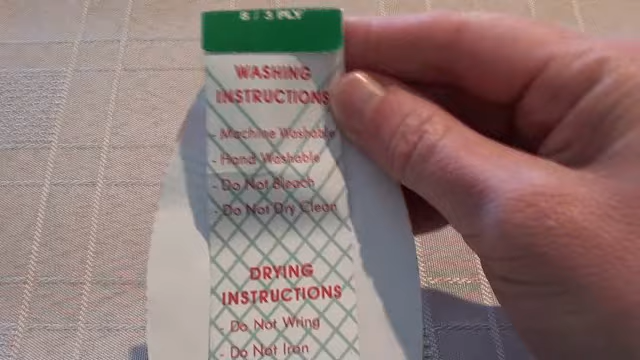 8 / 3 PLY
WASHING
INSTRUCTIONS
- Machine Washable
- Hand Washable
- Do Not Bleach
- Do Not Dry Clean
DRYING
INSTRUCTIONS
- Do Not Wring
- Do Not Iron